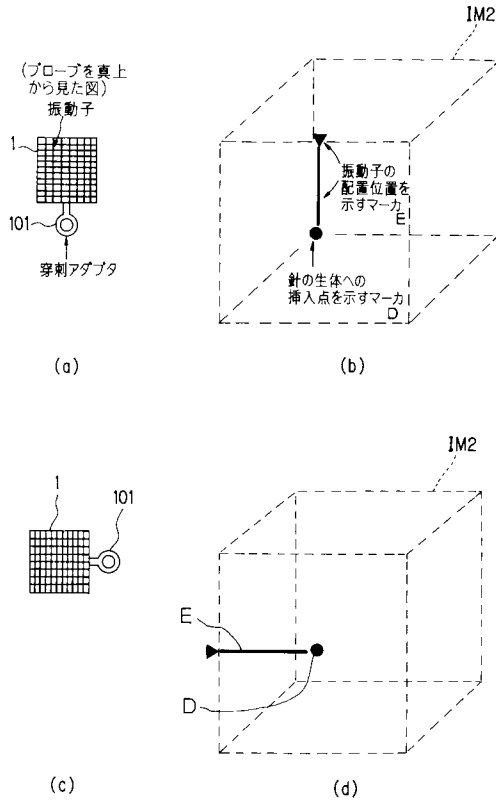 (プローブを真上
から見た図)
振動子
1
101
穿刺アダプタ
(a)
IM2
振動子の
配置位置を
示すマーカ
E
針の生体への
挿入点を示すマーカ
D
(b)
1
101
(c)
IM2
E
D
(d)